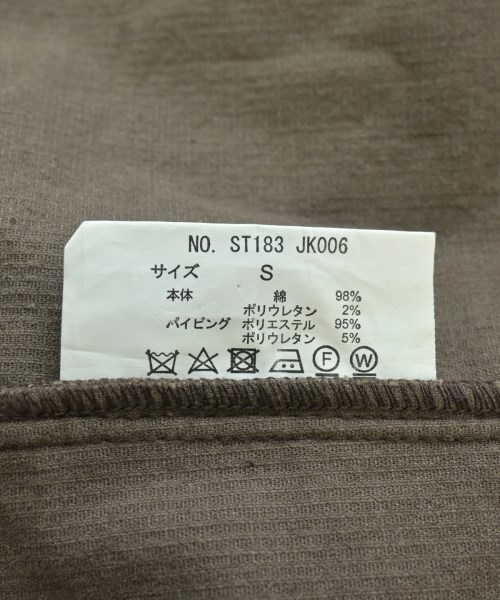 NO. ST183 JK006
サイズ S
本体 綿 98%
ポリウレタン 2%
パイピング ポリエステル 95%
ポリウレタン 5%
F W